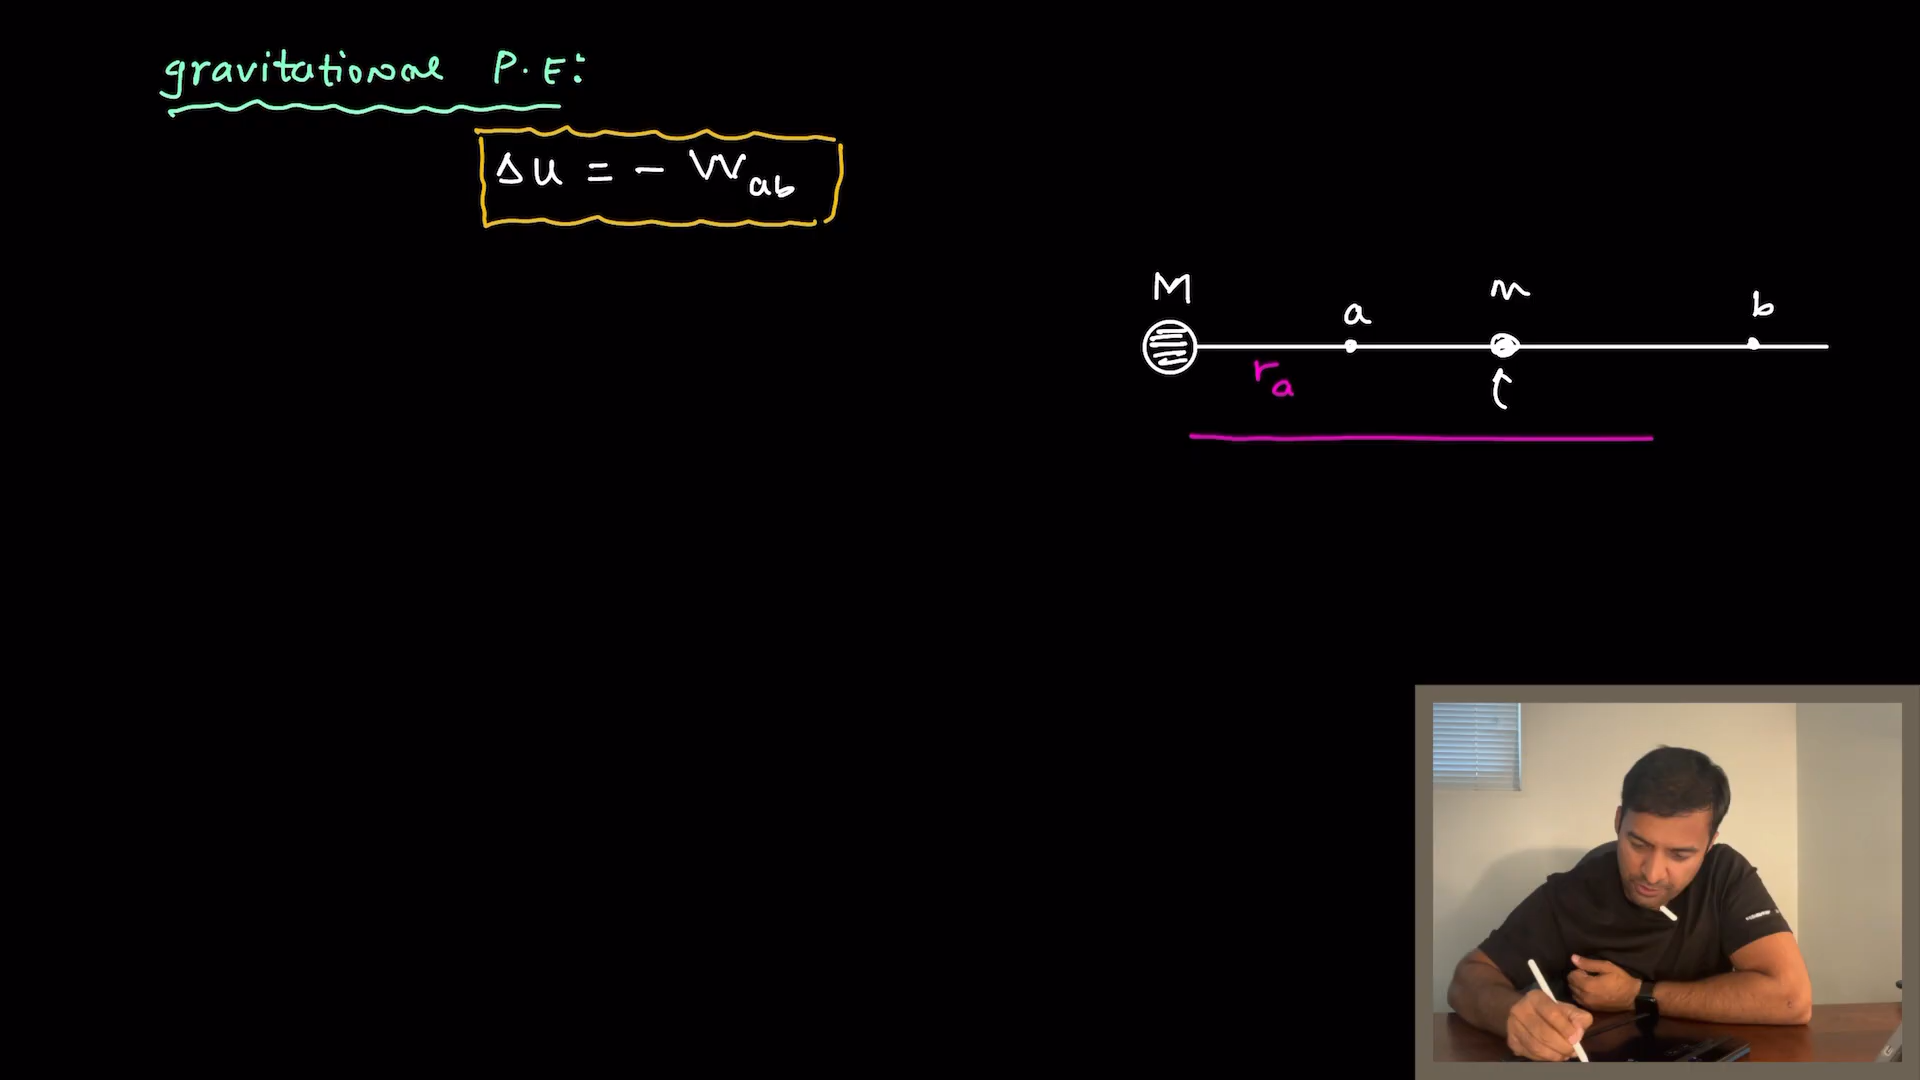 gravitational P.E:
Δu = - W_ab
M a m b
r_a